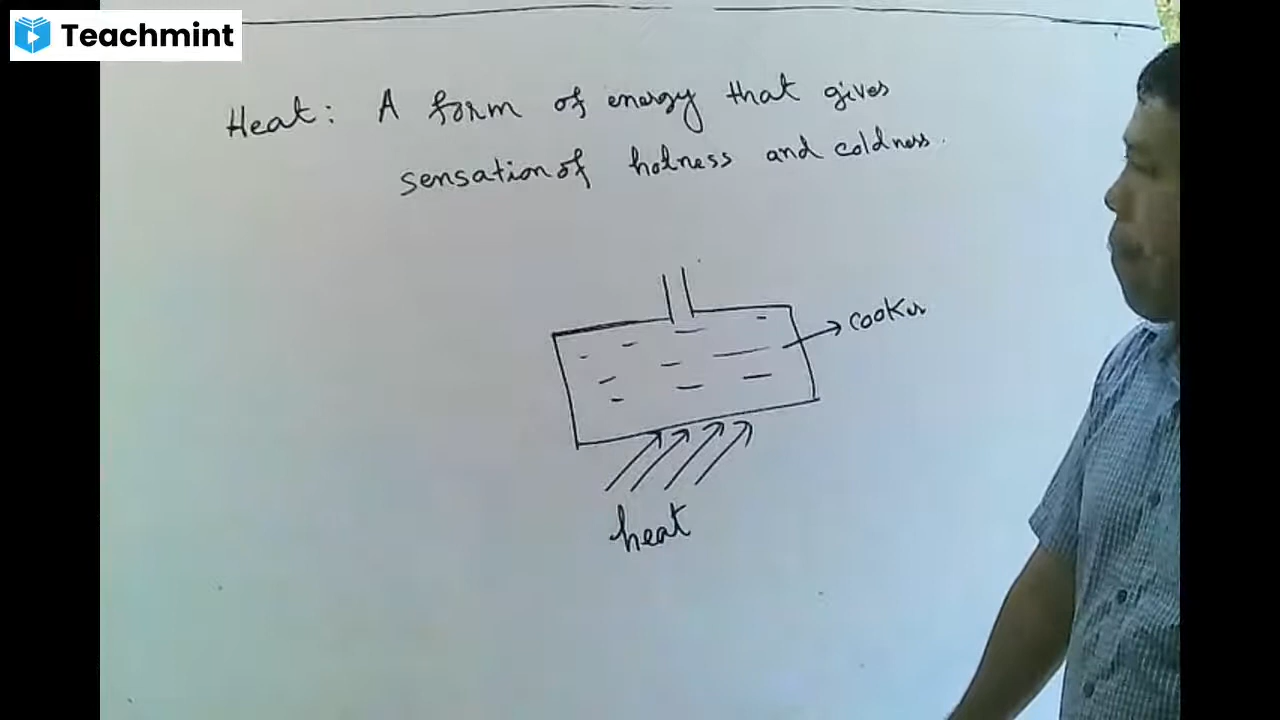 Teachmint
Heat: A form of energy that gives
sensation of hotness and coldness.
cooker
heat